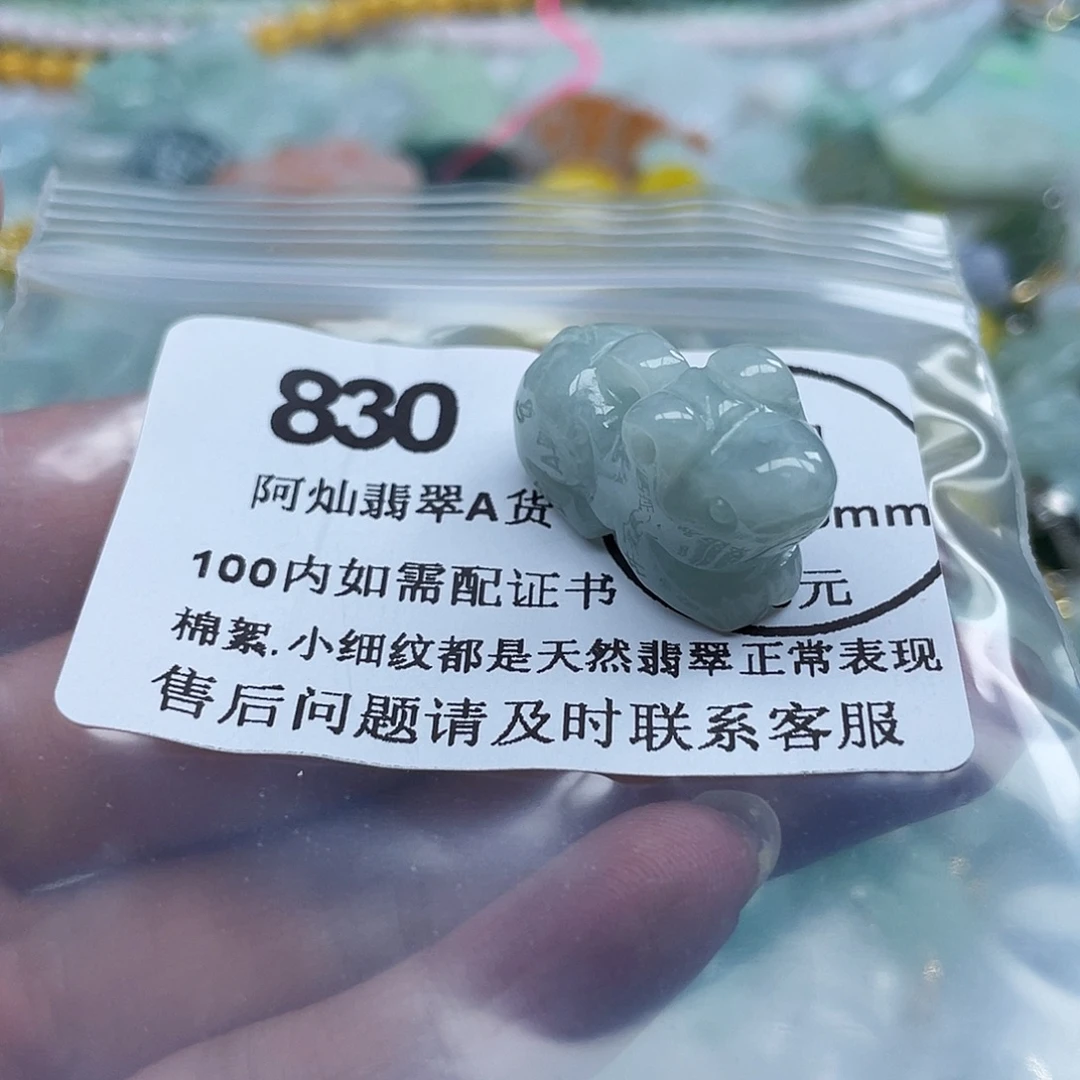 830
阿灿翡翠A货
mm
100内如需配证书
元
棉絮.小细纹都是天然翡翠正常表现
售后问题请及时联系客服